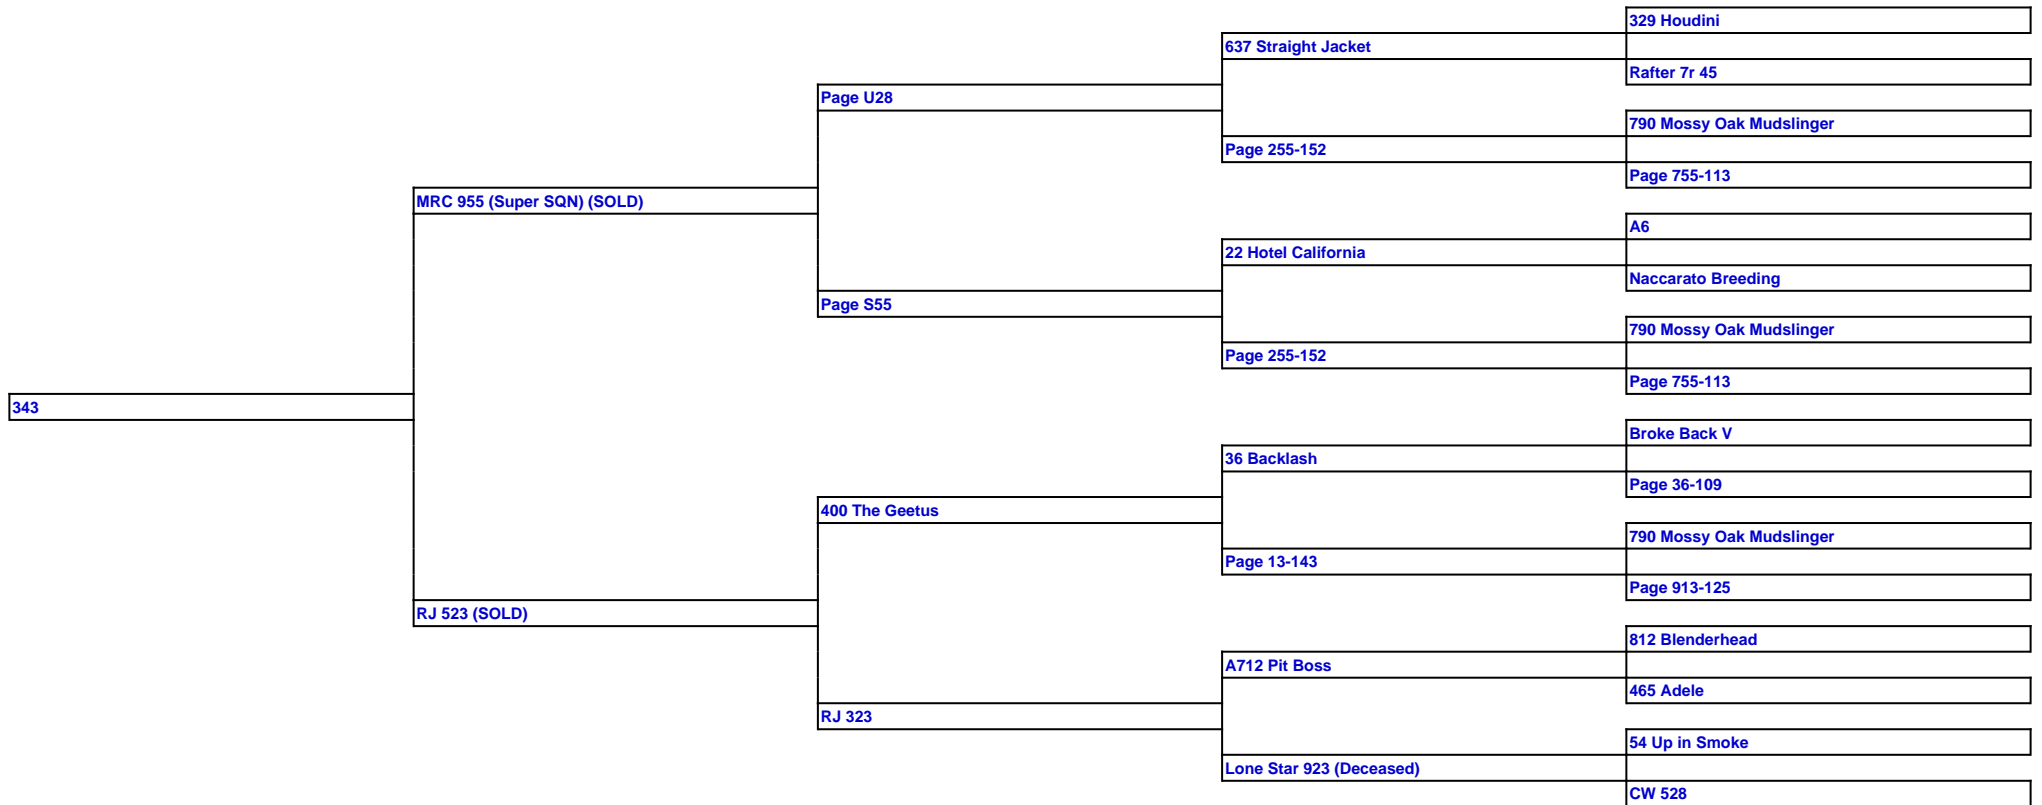 329 Houdini
637 Straight Jacket
Rafter 7r 45
Page U28
790 Mossy Oak Mudslinger
Page 255-152
Page 755-113
MRC 955 (Super SQN) (SOLD)
A6
22 Hotel California
Naccarato Breeding
Page S55
790 Mossy Oak Mudslinger
Page 255-152
Page 755-113
343
Broke Back V
36 Backlash
Page 36-109
400 The Geetus
790 Mossy Oak Mudslinger
Page 13-143
Page 913-125
RJ 523 (SOLD)
812 Blenderhead
A712 Pit Boss
465 Adele
RJ 323
54 Up in Smoke
Lone Star 923 (Deceased)
CW 528